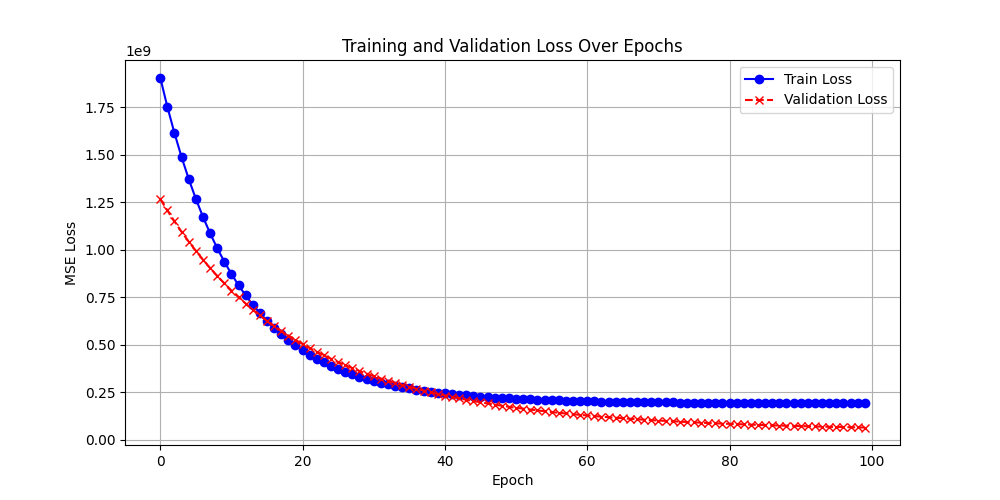 Training and Validation Loss Over Epochs
1e9
1.75
1.50
1.25
1.00
0.75
0.50
0.25
0.00
MSE Loss
Train Loss
Validation Loss
0 20 40 60 80 100
Epoch